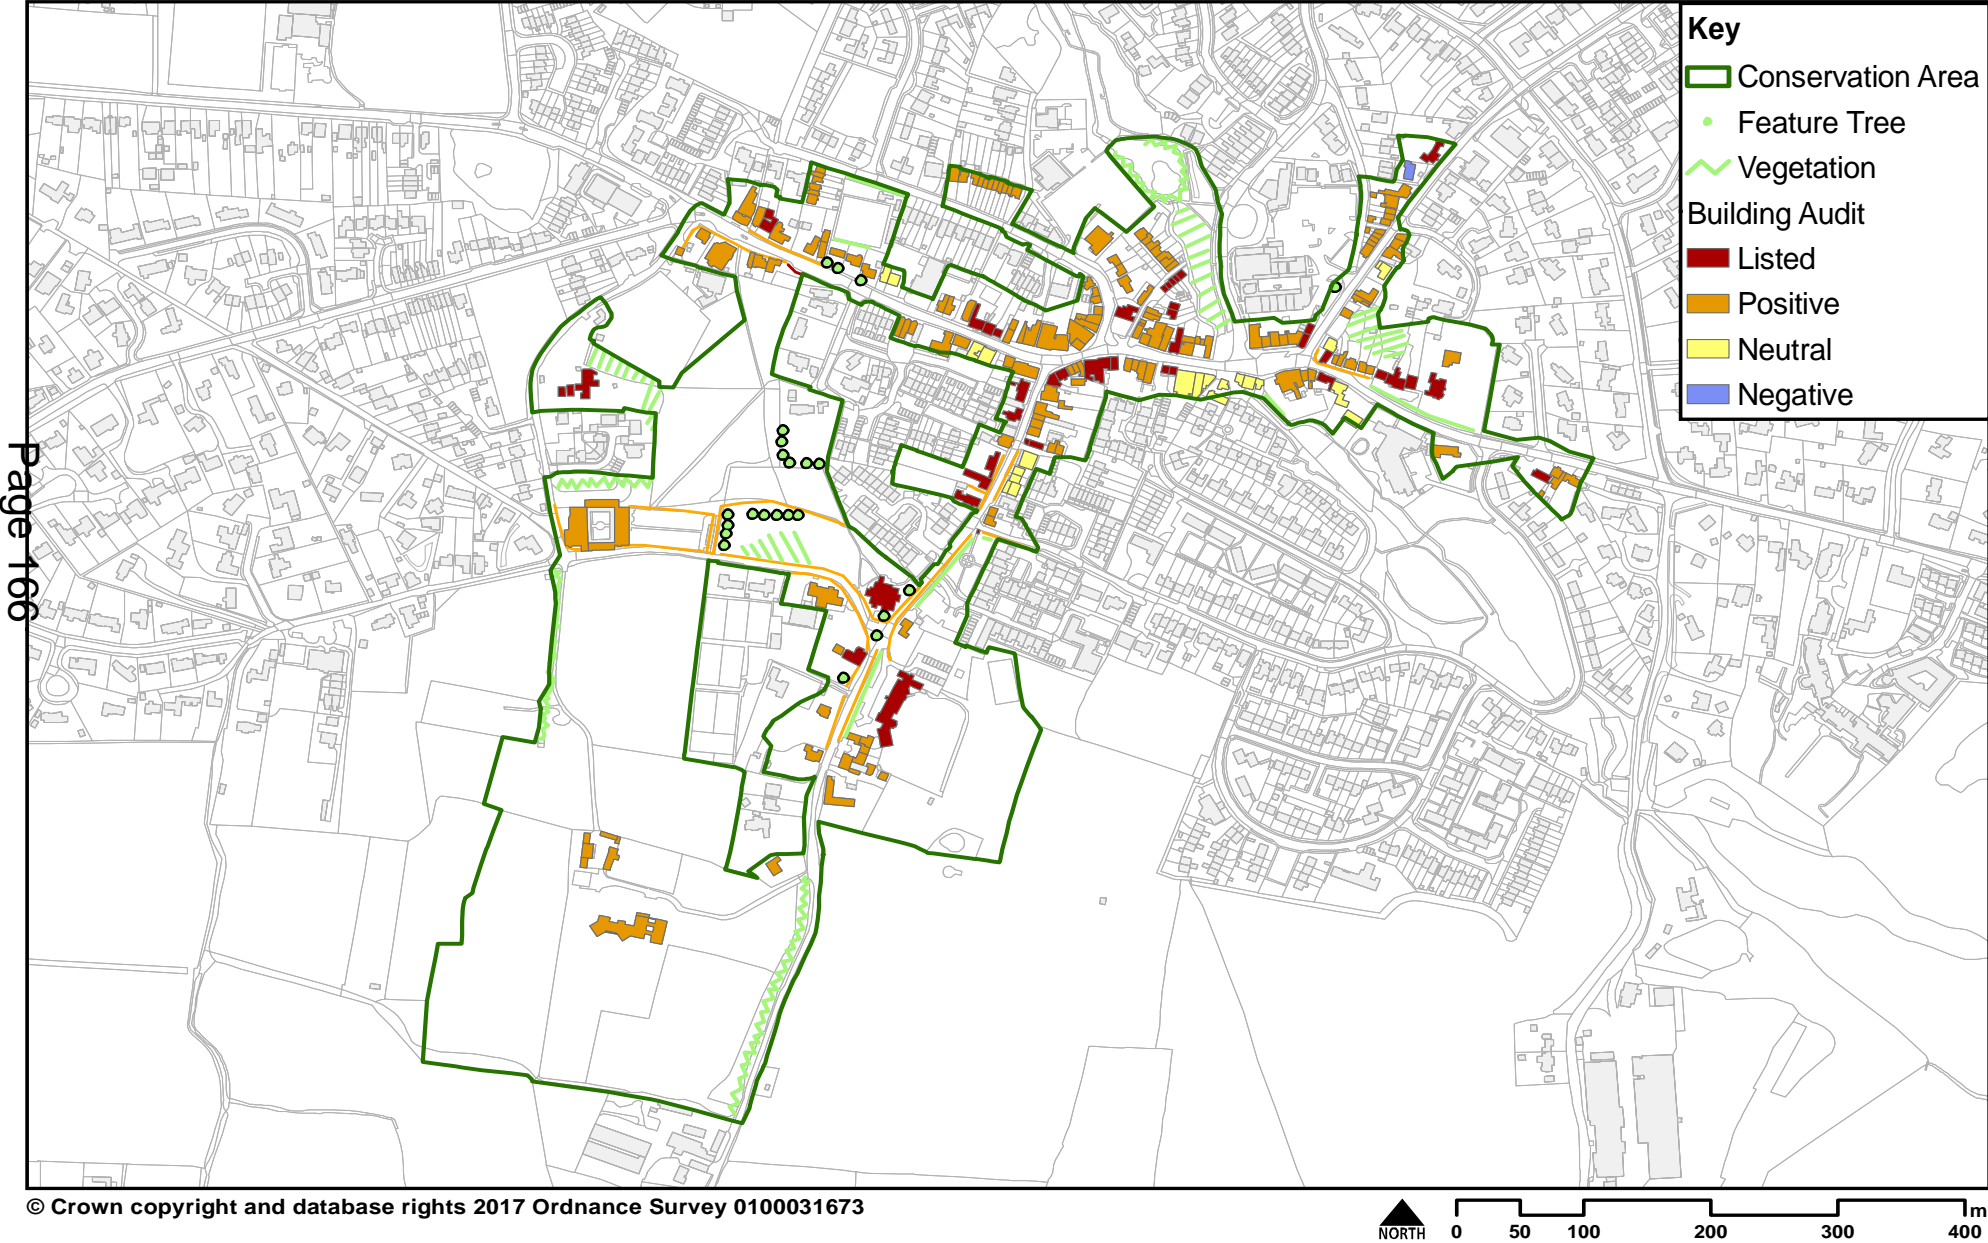 Key
Conservation Area
Feature Tree
Vegetation
Building Audit
Listed
Positive
Neutral
Negative
Page 166
© Crown copyright and database rights 2017 Ordnance Survey 0100031673
NORTH
0 50 100 200 300 400 m